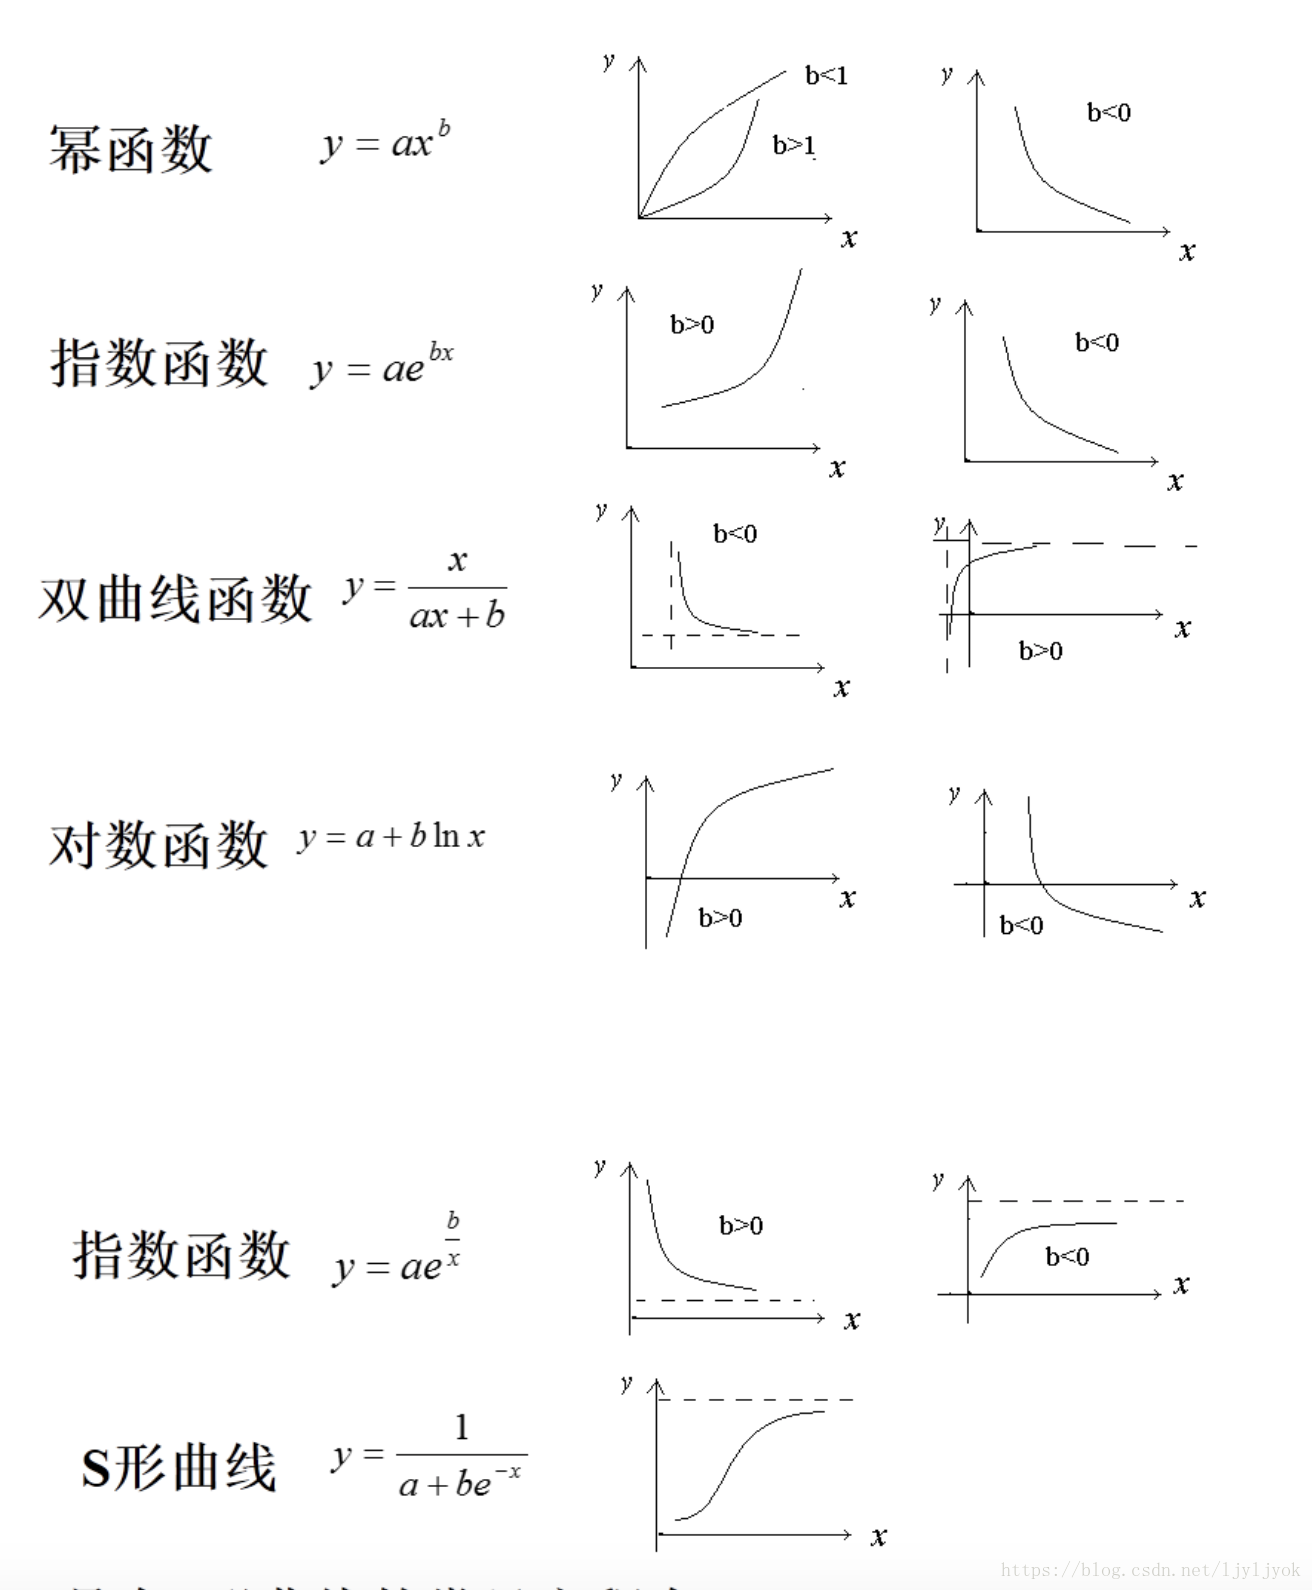 幂函数 y = ax^b y b<1 b>1 x y b<0 x
指数函数 y = ae^{bx} y b>0 x y b<0 x
双曲线函数 y = \frac{x}{ax + b} y b<0 x y b>0 x
对数函数 y = a + b ln x y b>0 x y b<0 x
指数函数 y = ae^{\frac{b}{x}} y b>0 x y b<0 x
S形曲线 y = \frac{1}{a + be^{-x}} y x
https://blog.csdn.net/ljyljyok